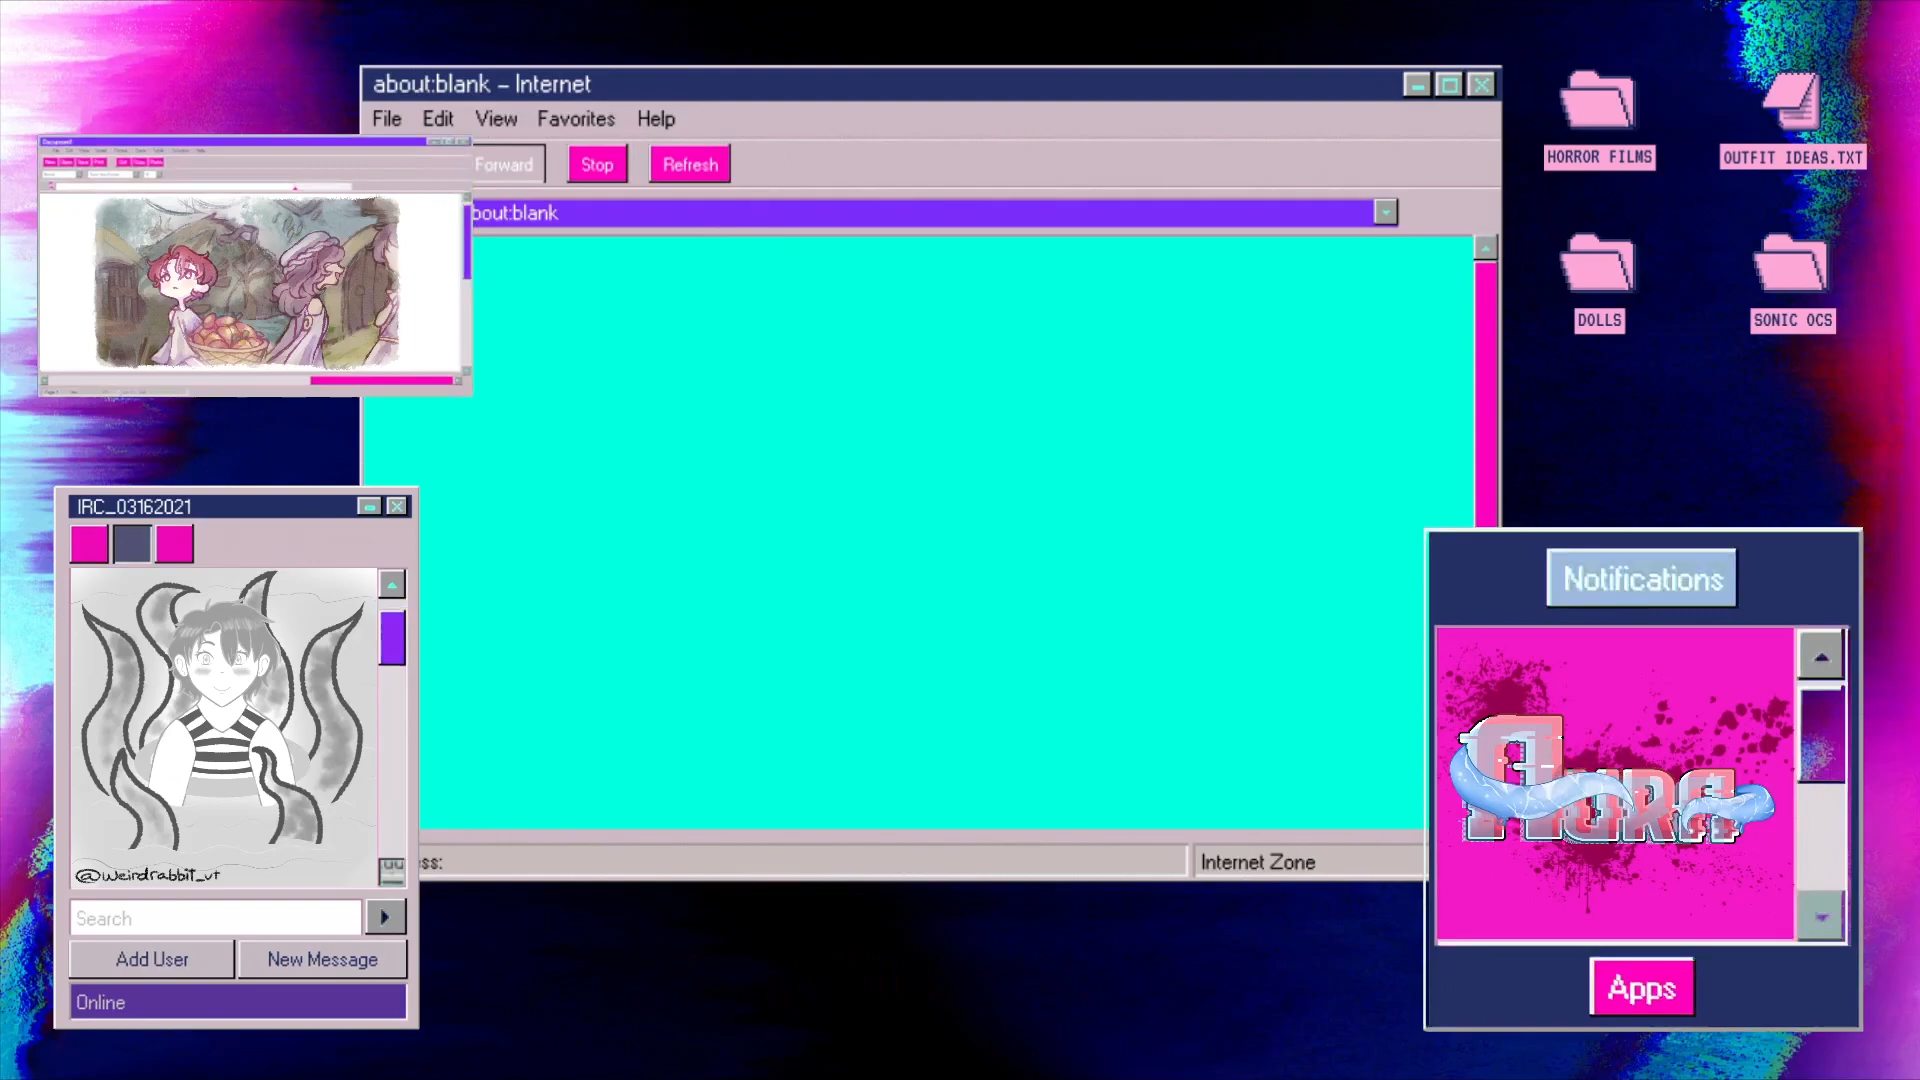 about:blank – Internet
File Edit View Favorites Help
Forward Stop Refresh
bout:blank
HORROR FILMS
OUTFIT IDEAS.TXT
DOLLS
SONIC OCS
IRC_03162021
@weirdrabbit_vt
Search
Add User New Message
Online
ss:
Internet Zone
Notifications
AURA
Apps